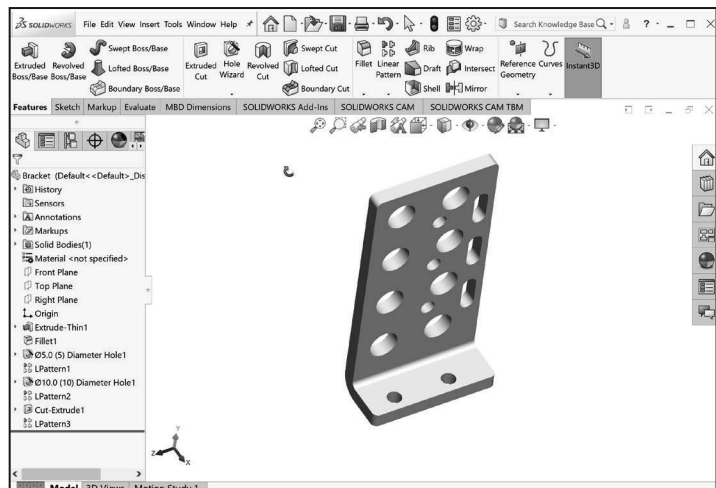 SOLIDWORKS File Edit View Insert Tools Window Help Search Knowledge Base ?
Extruded Boss/Base
Revolved Boss/Base
Swept Boss/Base
Lofted Boss/Base
Boundary Boss/Base
Extruded Cut
Hole Wizard
Revolved Cut
Swept Cut
Lofted Cut
Boundary Cut
Fillet
Linear Pattern
Rib
Draft
Shell
Wrap
Intersect
Mirror
Reference Geometry
Curves
Instant3D
Features Sketch Markup Evaluate MBD Dimensions SOLIDWORKS Add-Ins SOLIDWORKS CAM SOLIDWORKS CAM TBM
Bracket (Default<<Default>_Dis
History
Sensors
Annotations
Markups
Solid Bodies(1)
Material <not specified>
Front Plane
Top Plane
Right Plane
Origin
Extrude-Thin1
Fillet1
Ø5.0 (5) Diameter Hole1
LPattern1
Ø10.0 (10) Diameter Hole1
LPattern2
Cut-Extrude1
LPattern3
Y
Z
X
Model 3D Views Motion Study 1